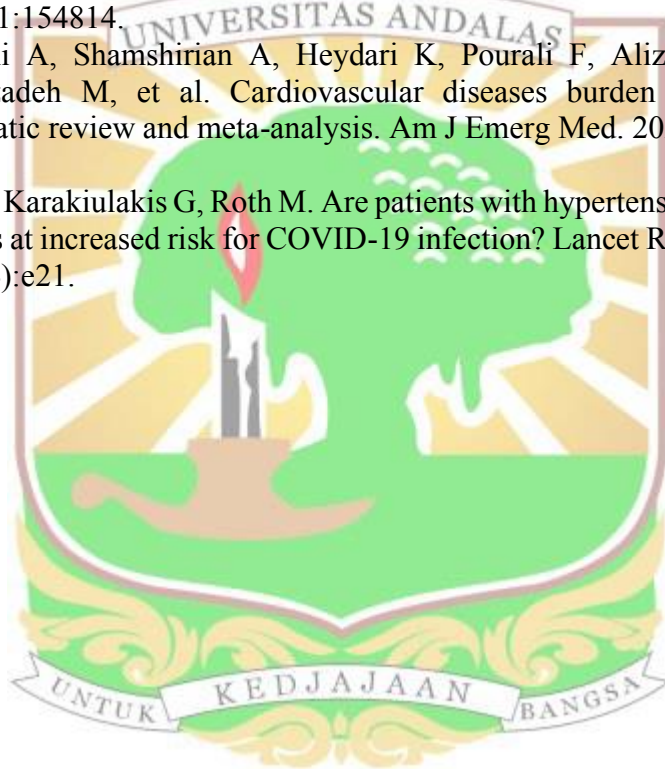 1:154814.
UNIVERSITAS ANDALAS
i A, Shamshirian A, Heydari K, Pourali F, Aliz
adeh M, et al. Cardiovascular diseases burden
atic review and meta-analysis. Am J Emerg Med. 20
Karakiulakis G, Roth M. Are patients with hypertens
s at increased risk for COVID-19 infection? Lancet R
):e21.
UNTUK KEDJAJAAN BANGSA